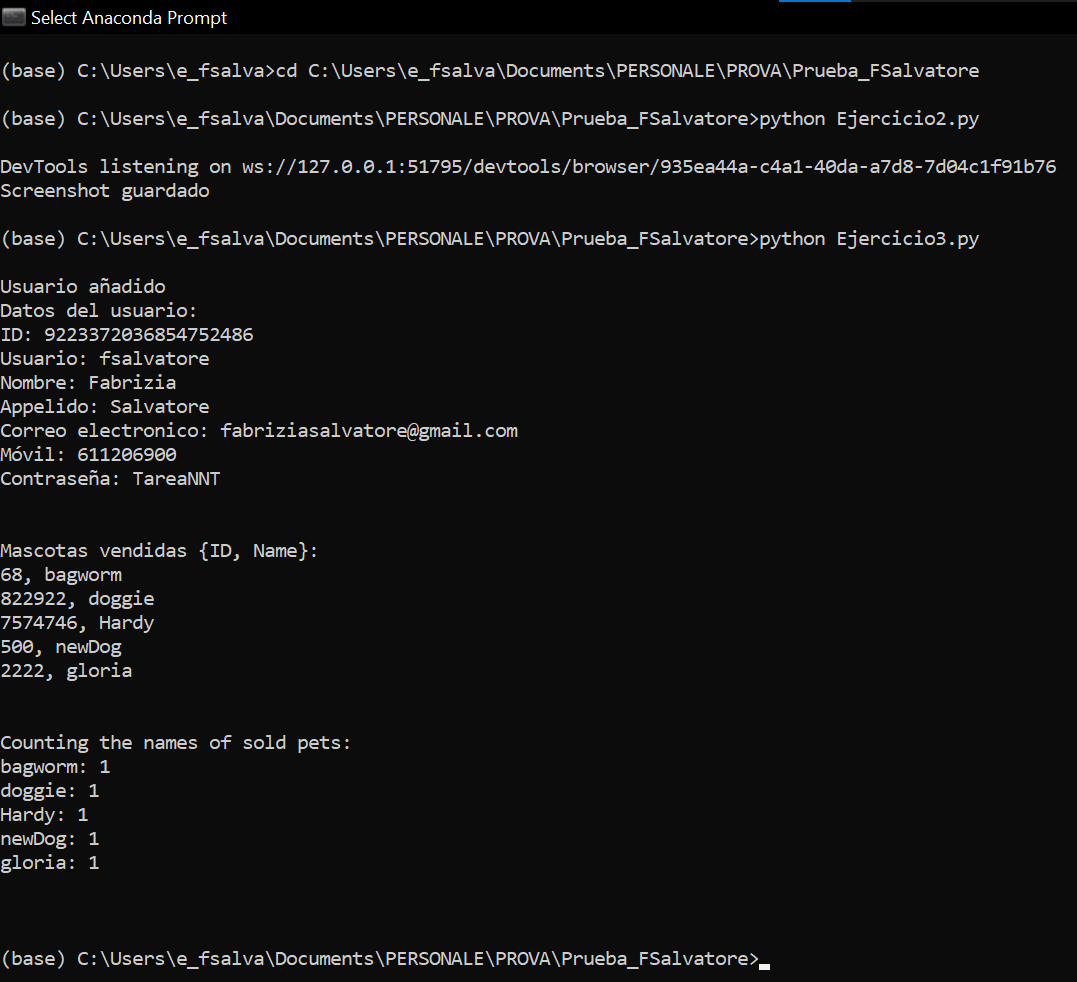 Select Anaconda Prompt
(base) C:\Users\e_fsalva>cd C:\Users\e_fsalva\Documents\PERSONALE\PROVA\Prueba_FSalvatore
(base) C:\Users\e_fsalva\Documents\PERSONALE\PROVA\Prueba_FSalvatore>python Ejercicio2.py
DevTools listening on ws://127.0.0.1:51795/devtools/browser/935ea44a-c4a1-40da-a7d8-7d04c1f91b76
Screenshot guardado
(base) C:\Users\e_fsalva\Documents\PERSONALE\PROVA\Prueba_FSalvatore>python Ejercicio3.py
Usuario añadido
Datos del usuario:
ID: 9223372036854752486
Usuario: fsalvatore
Nombre: Fabrizia
Appelido: Salvatore
Correo electronico: fabriziasalvatore@gmail.com
Móvil: 611206900
Contraseña: TareaNNT
Mascotas vendidas {ID, Name}:
68, bagworm
822922, doggie
7574746, Hardy
500, newDog
2222, gloria
Counting the names of sold pets:
bagworm: 1
doggie: 1
Hardy: 1
newDog: 1
gloria: 1
(base) C:\Users\e_fsalva\Documents\PERSONALE\PROVA\Prueba_FSalvatore>